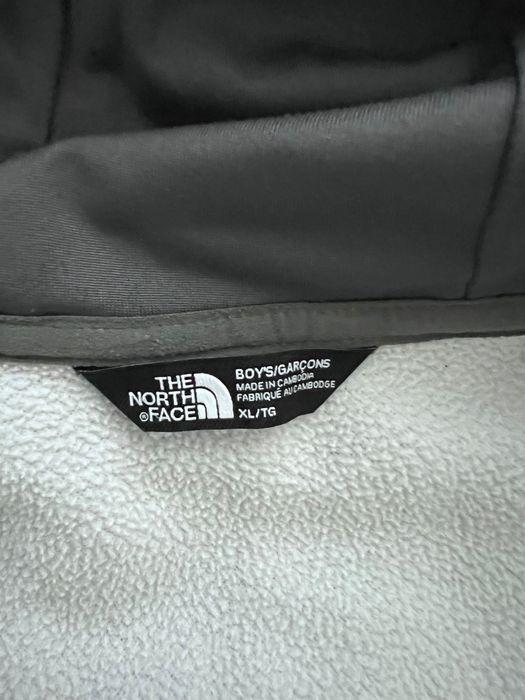 THE
NORTH
®FACE
BOY'S/GARÇONS
MADE IN CAMBODIA
FABRIQUÉ AU CAMBODGE
XL/TG